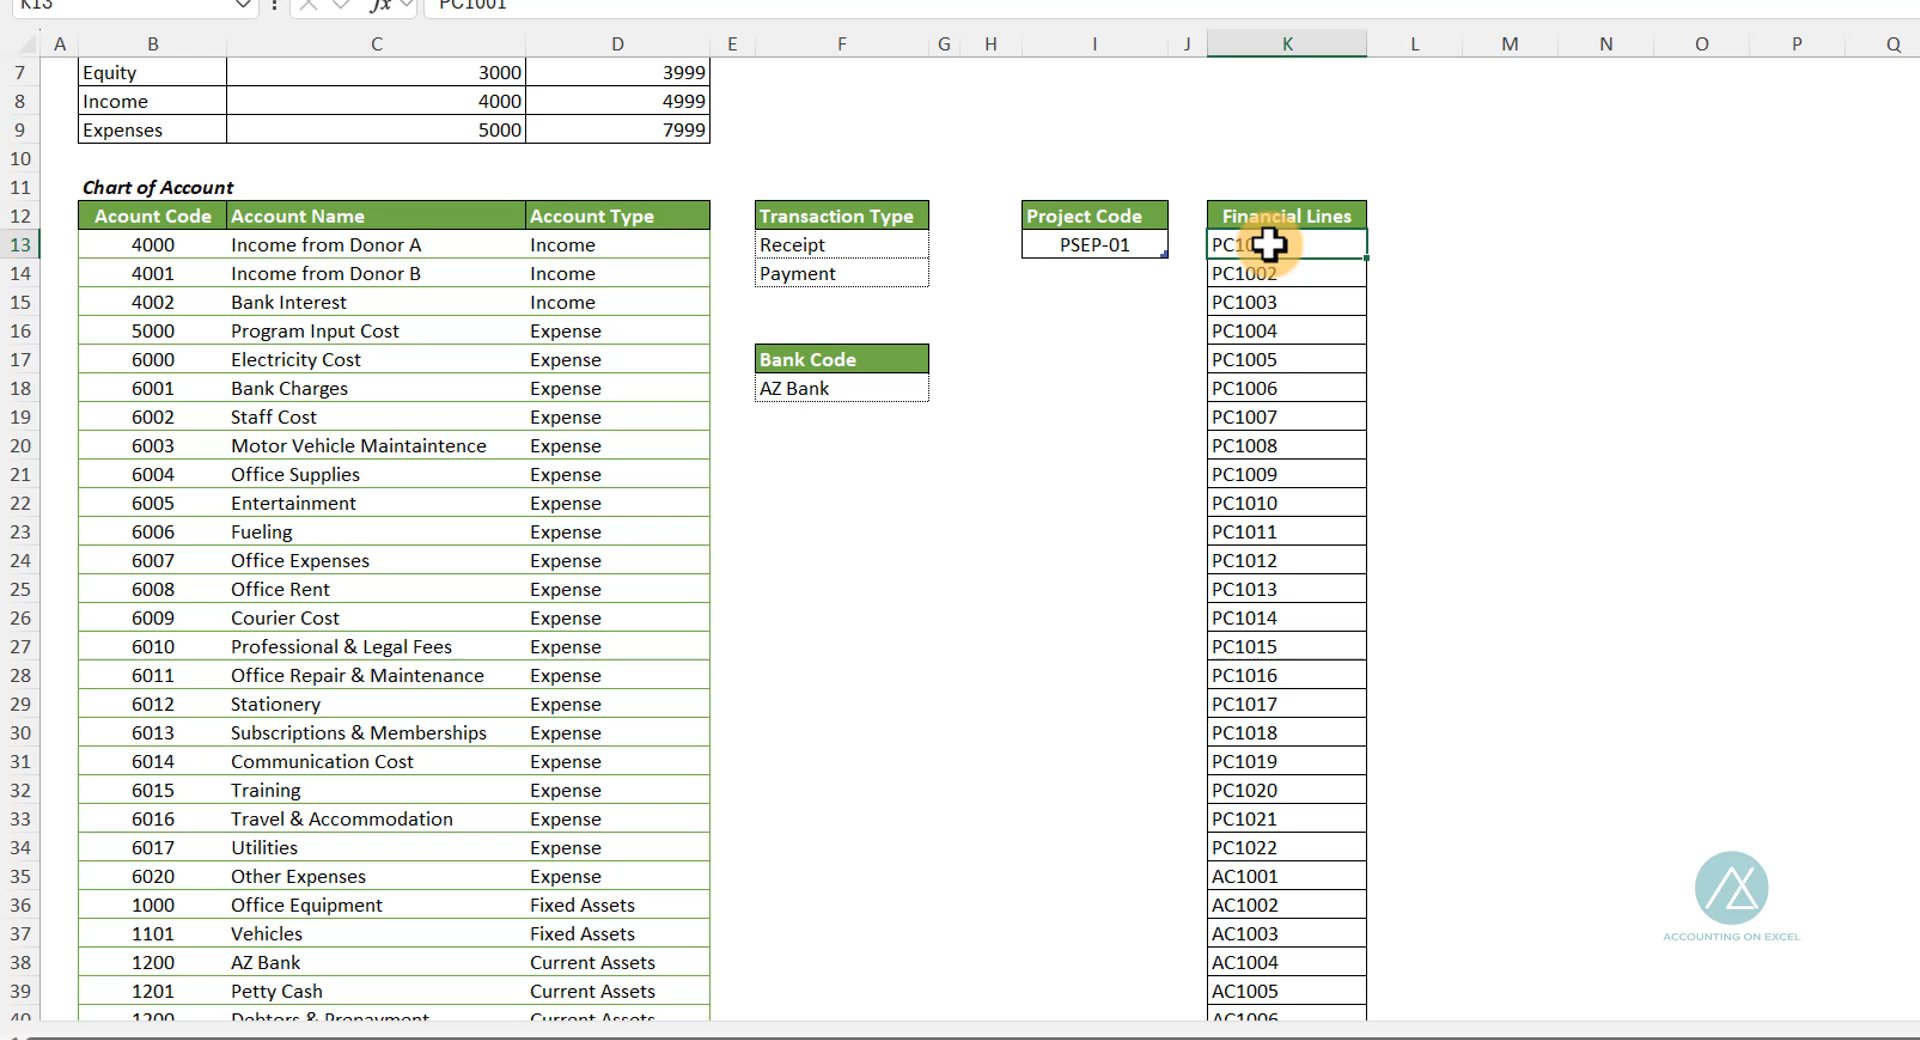 K13 fx PC1001
A B C D E F G H I J K L M N O P Q
7 Equity 3000 3999
8 Income 4000 4999
9 Expenses 5000 7999
10
11 Chart of Account
12 Acount Code Account Name Account Type Transaction Type Project Code Financial Lines
13 4000 Income from Donor A Income Receipt PSEP-01
14 4001 Income from Donor B Income Payment PC1002
15 4002 Bank Interest Income PC1003
16 5000 Program Input Cost Expense PC1004
17 6000 Electricity Cost Expense Bank Code PC1005
18 6001 Bank Charges Expense AZ Bank PC1006
19 6002 Staff Cost Expense PC1007
20 6003 Motor Vehicle Maintaintence Expense PC1008
21 6004 Office Supplies Expense PC1009
22 6005 Entertainment Expense PC1010
23 6006 Fueling Expense PC1011
24 6007 Office Expenses Expense PC1012
25 6008 Office Rent Expense PC1013
26 6009 Courier Cost Expense PC1014
27 6010 Professional & Legal Fees Expense PC1015
28 6011 Office Repair & Maintenance Expense PC1016
29 6012 Stationery Expense PC1017
30 6013 Subscriptions & Memberships Expense PC1018
31 6014 Communication Cost Expense PC1019
32 6015 Training Expense PC1020
33 6016 Travel & Accommodation Expense PC1021
34 6017 Utilities Expense PC1022
35 6020 Other Expenses Expense AC1001
36 1000 Office Equipment Fixed Assets AC1002
37 1101 Vehicles Fixed Assets AC1003
38 1200 AZ Bank Current Assets AC1004
39 1201 Petty Cash Current Assets AC1005
40 1200 Debtors & Prepayment Current Assets AC1006
ACCOUNTING ON EXCEL